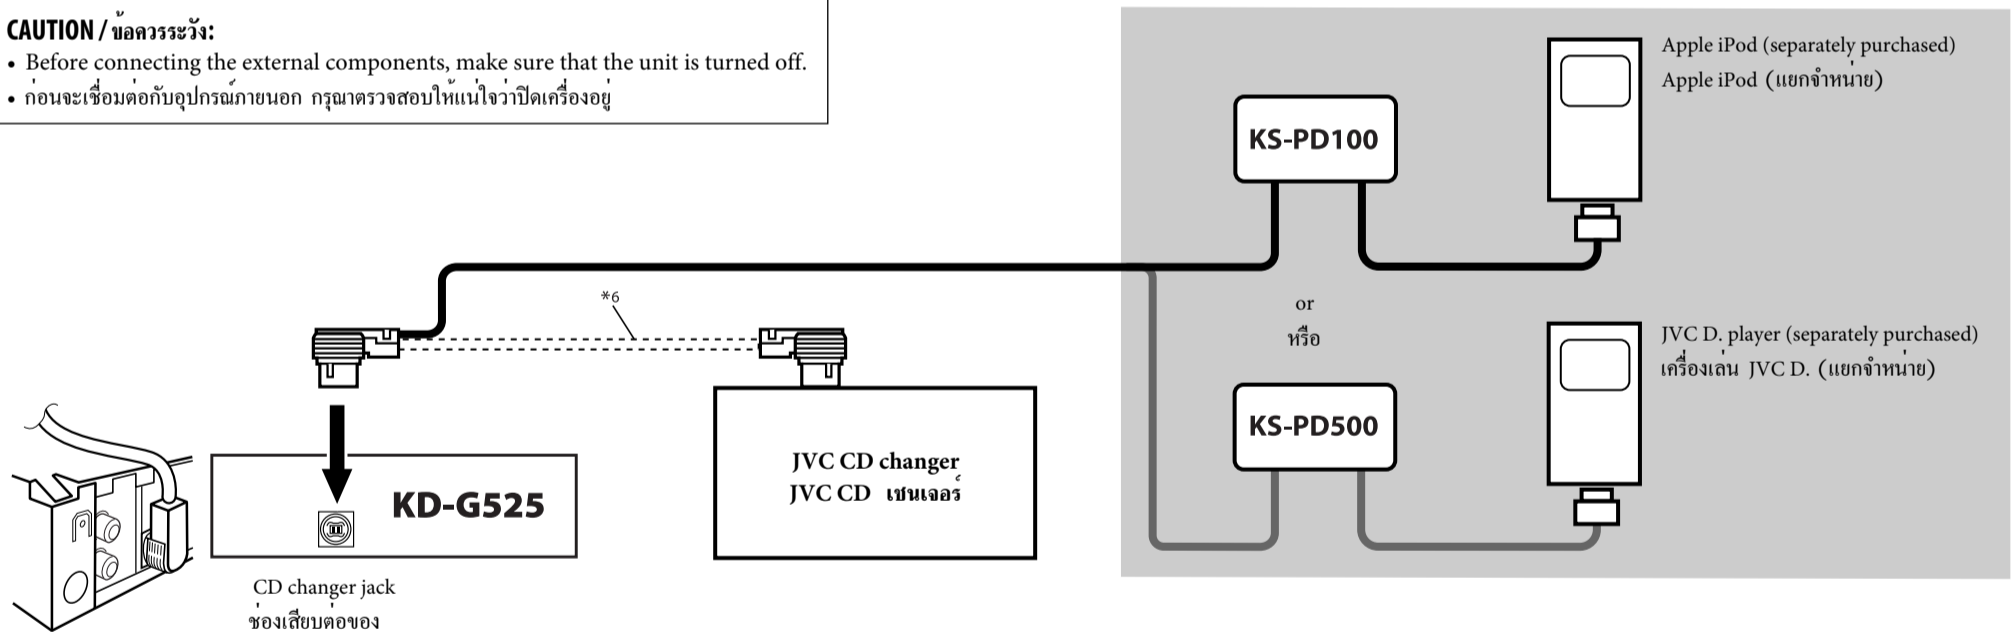 CAUTION / ข้อควรระวัง:
• Before connecting the external components, make sure that the unit is turned off.
• ก่อนจะเชื่อมต่อกับอุปกรณ์ภายนอก กรุณาตรวจสอบให้แน่ใจว่าปิดเครื่องอยู่
Apple iPod (separately purchased)
Apple iPod (แยกจำหน่าย)
KS-PD100
*6
or
หรือ
JVC D. player (separately purchased)
เครื่องเล่น JVC D. (แยกจำหน่าย)
KS-PD500
JVC CD changer
JVC CD เชนเจอร์
KD-G525
CD changer jack
ช่องเสียบต่อของ